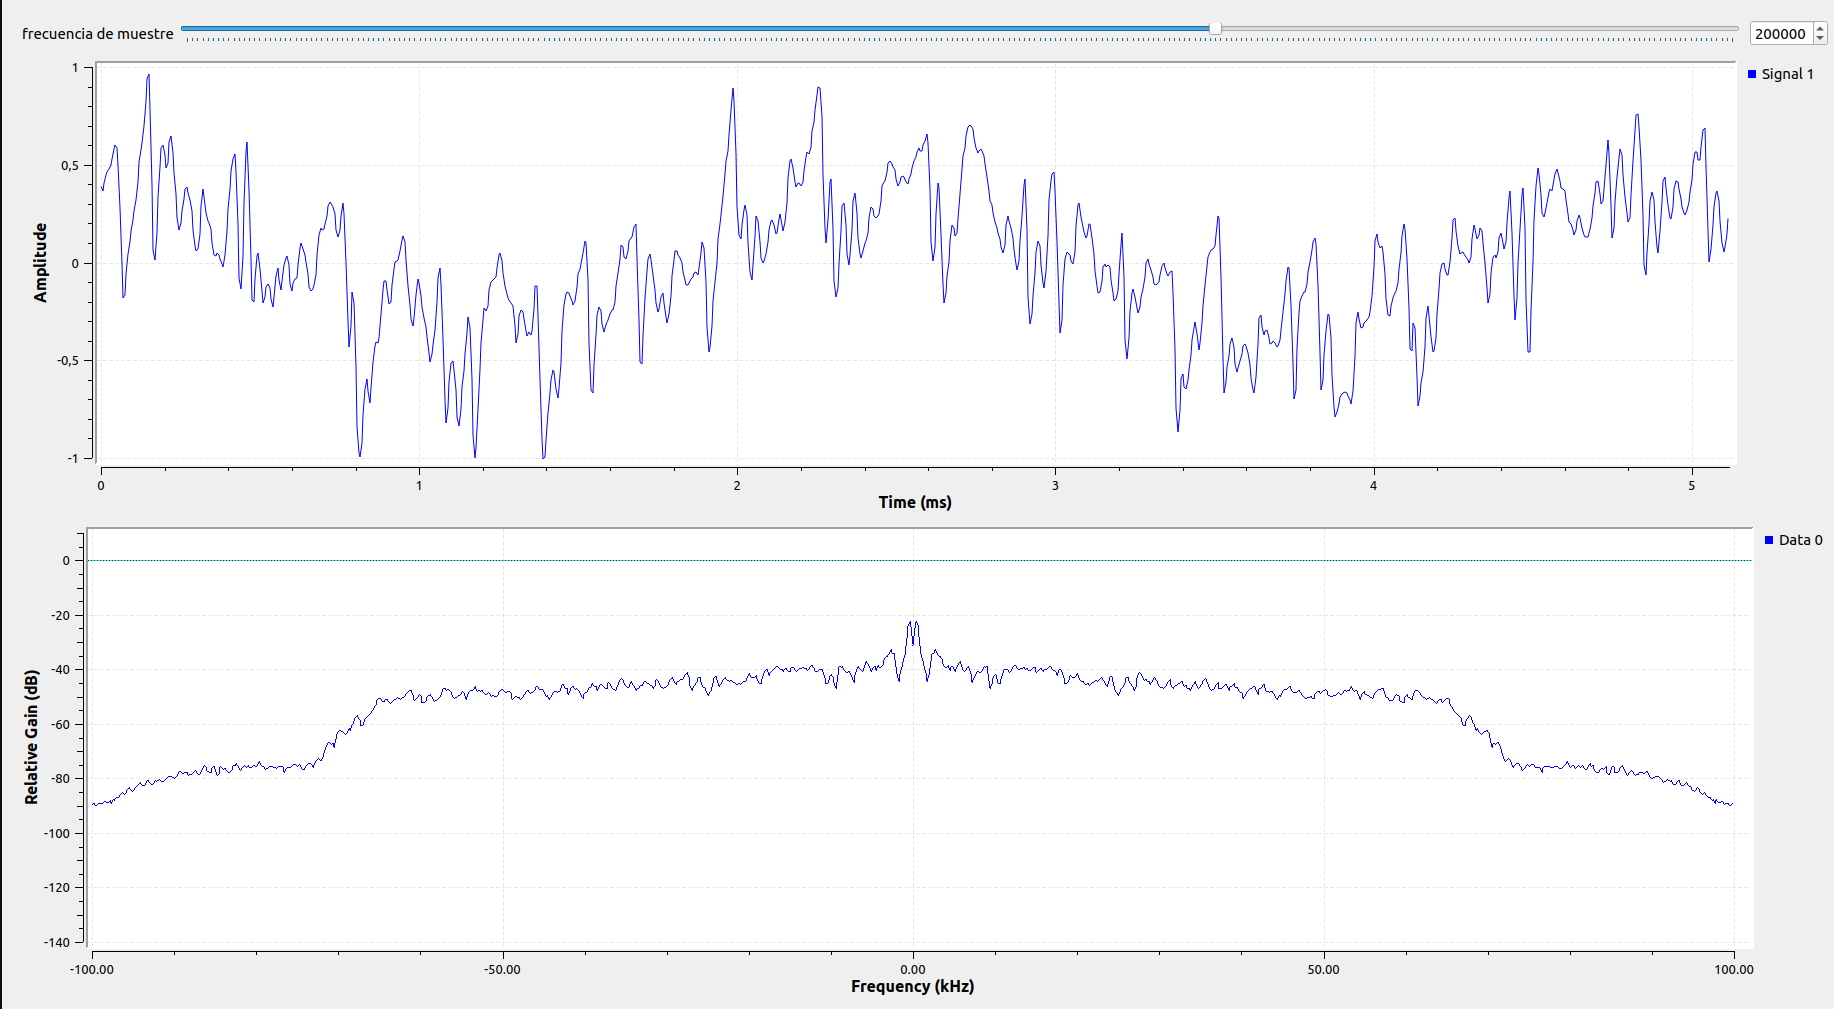 frecuencia de muestre 200000
Signal 1
1
0,5
0
-0,5
-1
Amplitude
0 1 2 3 4 5
Time (ms)
Data 0
0
-20
-40
-60
-80
-100
-120
-140
Relative Gain (dB)
-100.00 -50.00 0.00 50.00 100.00
Frequency (kHz)